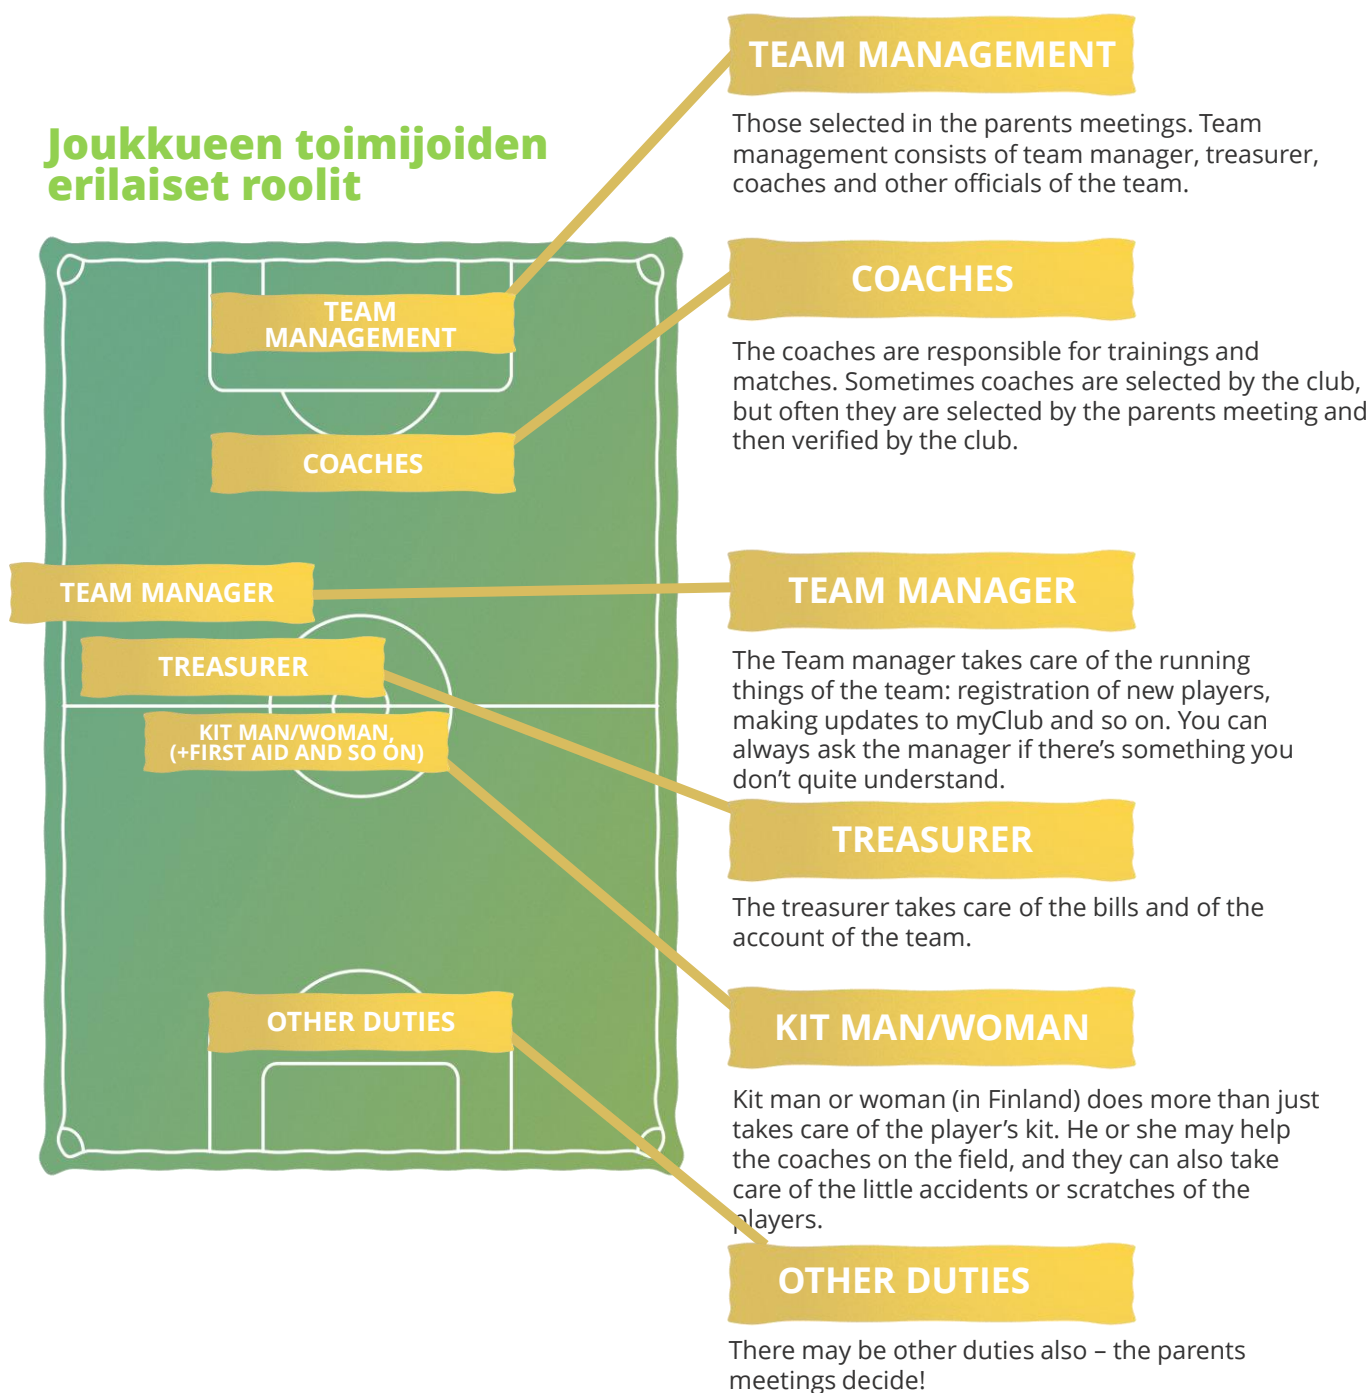 Joukkueen toimijoiden
erilaiset roolit
TEAM
MANAGEMENT
COACHES
TEAM MANAGER
TREASURER
KIT MAN/WOMAN,
(+FIRST AID AND SO ON)
OTHER DUTIES
TEAM MANAGEMENT
Those selected in the parents meetings. Team
management consists of team manager, treasurer,
coaches and other officials of the team.
COACHES
The coaches are responsible for trainings and
matches. Sometimes coaches are selected by the club,
but often they are selected by the parents meeting and
then verified by the club.
TEAM MANAGER
The Team manager takes care of the running
things of the team: registration of new players,
making updates to myClub and so on. You can
always ask the manager if there’s something you
don’t quite understand.
TREASURER
The treasurer takes care of the bills and of the
account of the team.
KIT MAN/WOMAN
Kit man or woman (in Finland) does more than just
takes care of the player’s kit. He or she may help
the coaches on the field, and they can also take
care of the little accidents or scratches of the
players.
OTHER DUTIES
There may be other duties also – the parents
meetings decide!